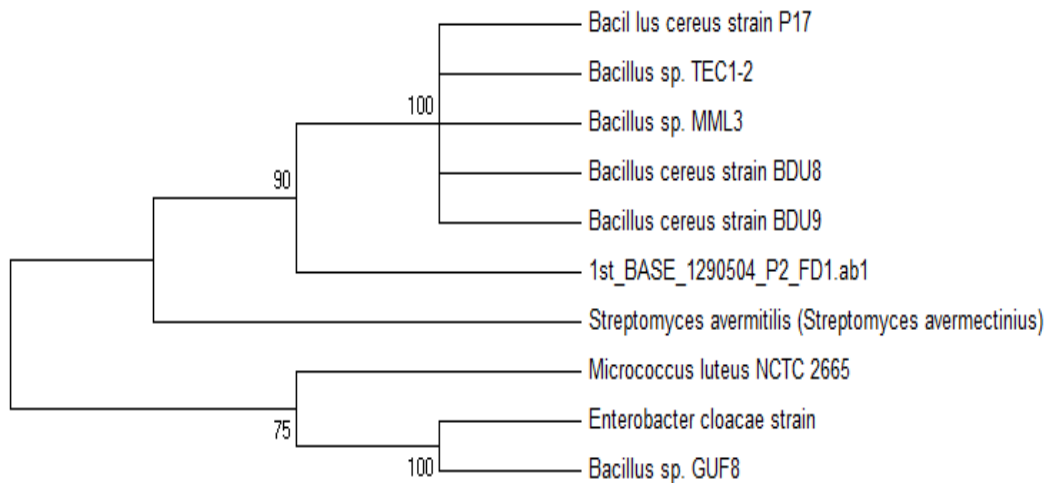 Bacil lus cereus strain P17
Bacillus sp. TEC1-2
100
Bacillus sp. MML3
Bacillus cereus strain BDU8
90
Bacillus cereus strain BDU9
1st_BASE_1290504_P2_FD1.ab1
Streptomyces avermitilis (Streptomyces avermectinius)
Micrococcus luteus NCTC 2665
Enterobacter cloacae strain
75
Bacillus sp. GUF8
100